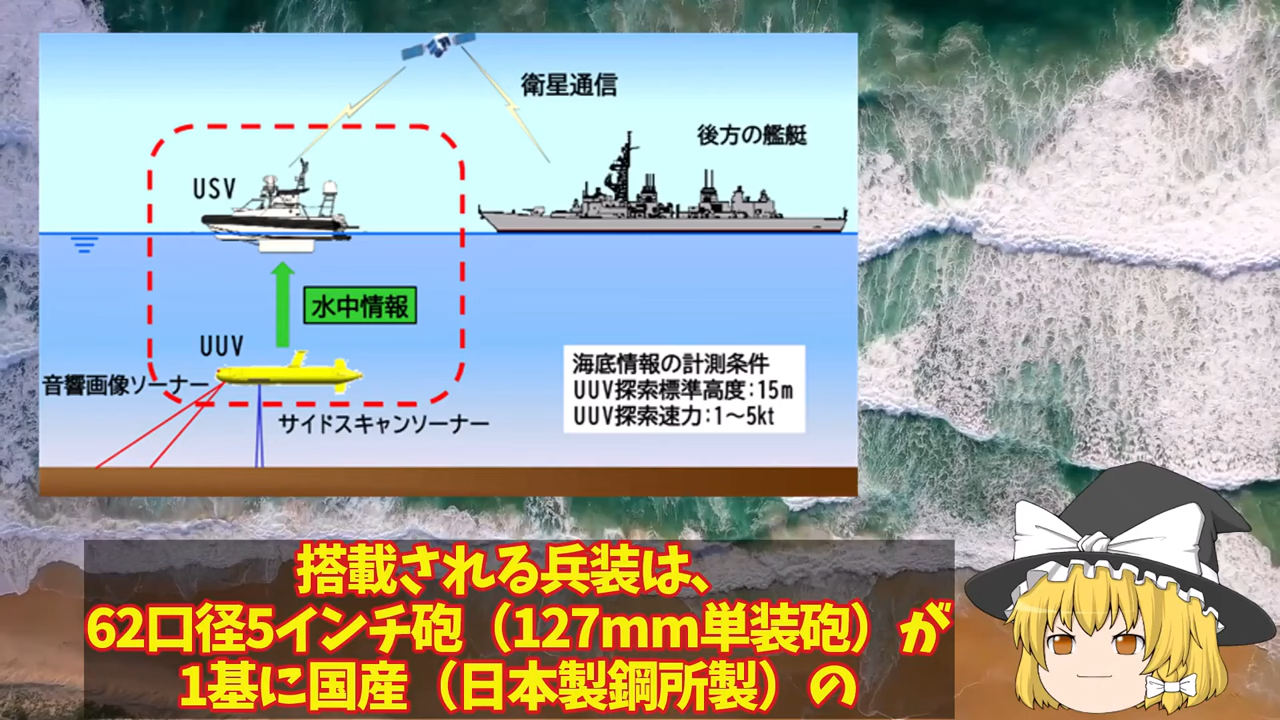 衛星通信
後方の艦艇
USV
水中情報
UUV
音響画像ソーナー
サイドスキャンソーナー
海底情報の計測条件
UUV探索標準高度:15m
UUV探索速力:1〜5kt
搭載される兵装は、
62口径5インチ砲（127mm単装砲）が
1基に国産（日本製鋼所製）の